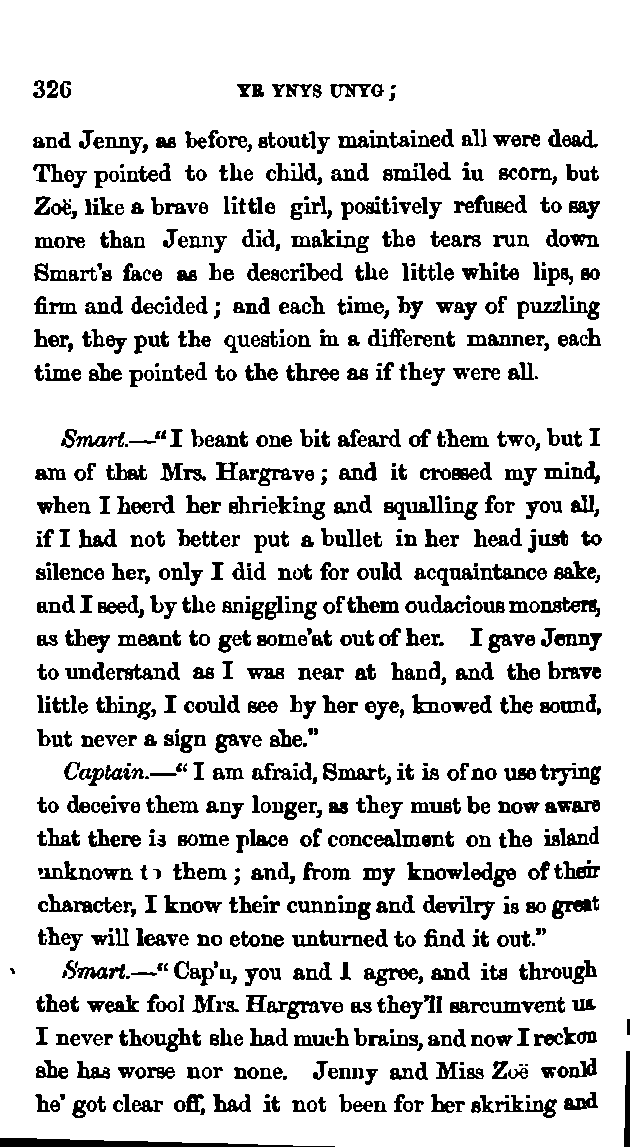 326 YR YNYS UNYG;
and Jenny, as before, stoutly maintained all were dead.
They pointed to the child, and smiled iu scorn, but
Zoë, like a brave little girl, positively refused to say
more than Jenny did, making the tears run down
Smart's face as he described the little white lips, so
firm and decided; and each time, by way of puzzling
her, they put the question in a different manner, each
time she pointed to the three as if they were all.
Smart.—"I beant one bit afeard of them two, but I
am of that Mrs. Hargrave; and it crossed my mind,
when I heerd her shrieking and squalling for you all,
if I had not better put a bullet in her head just to
silence her, only I did not for ould acquaintance sake,
and I seed, by the sniggling of them oudacious monsters,
as they meant to get some'at out of her. I gave Jenny
to understand as I was near at hand, and the brave
little thing, I could see by her eye, knowed the sound,
but never a sign gave she."
Captain.—"I am afraid, Smart, it is of no use trying
to deceive them any longer, as they must be now aware
that there is some place of concealment on the island
unknown to them; and, from my knowledge of their
character, I know their cunning and devilry is so great
they will leave no etone unturned to find it out."
Smart.—"Cap'n, you and I agree, and its through
thet weak fool Mrs. Hargrave as they'll sarcumvent us.
I never thought she had much brains, and now I reckon
she has worse nor none. Jenny and Miss Zoë would
he' got clear off, had it not been for her skriking and